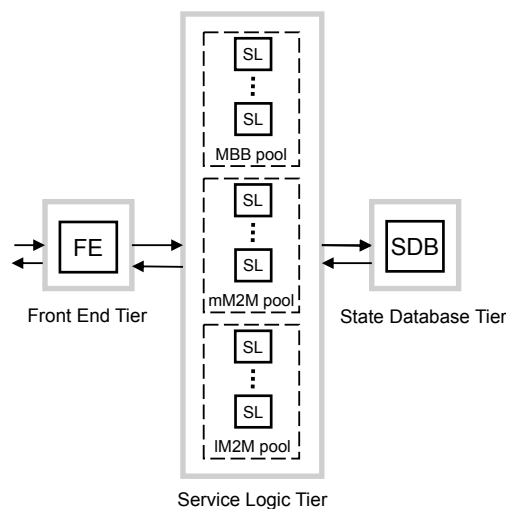 SL
SL
MBB pool
SL
SL
mM2M pool
SL
SL
lM2M pool
FE
Front End Tier
SDB
State Database Tier
Service Logic Tier